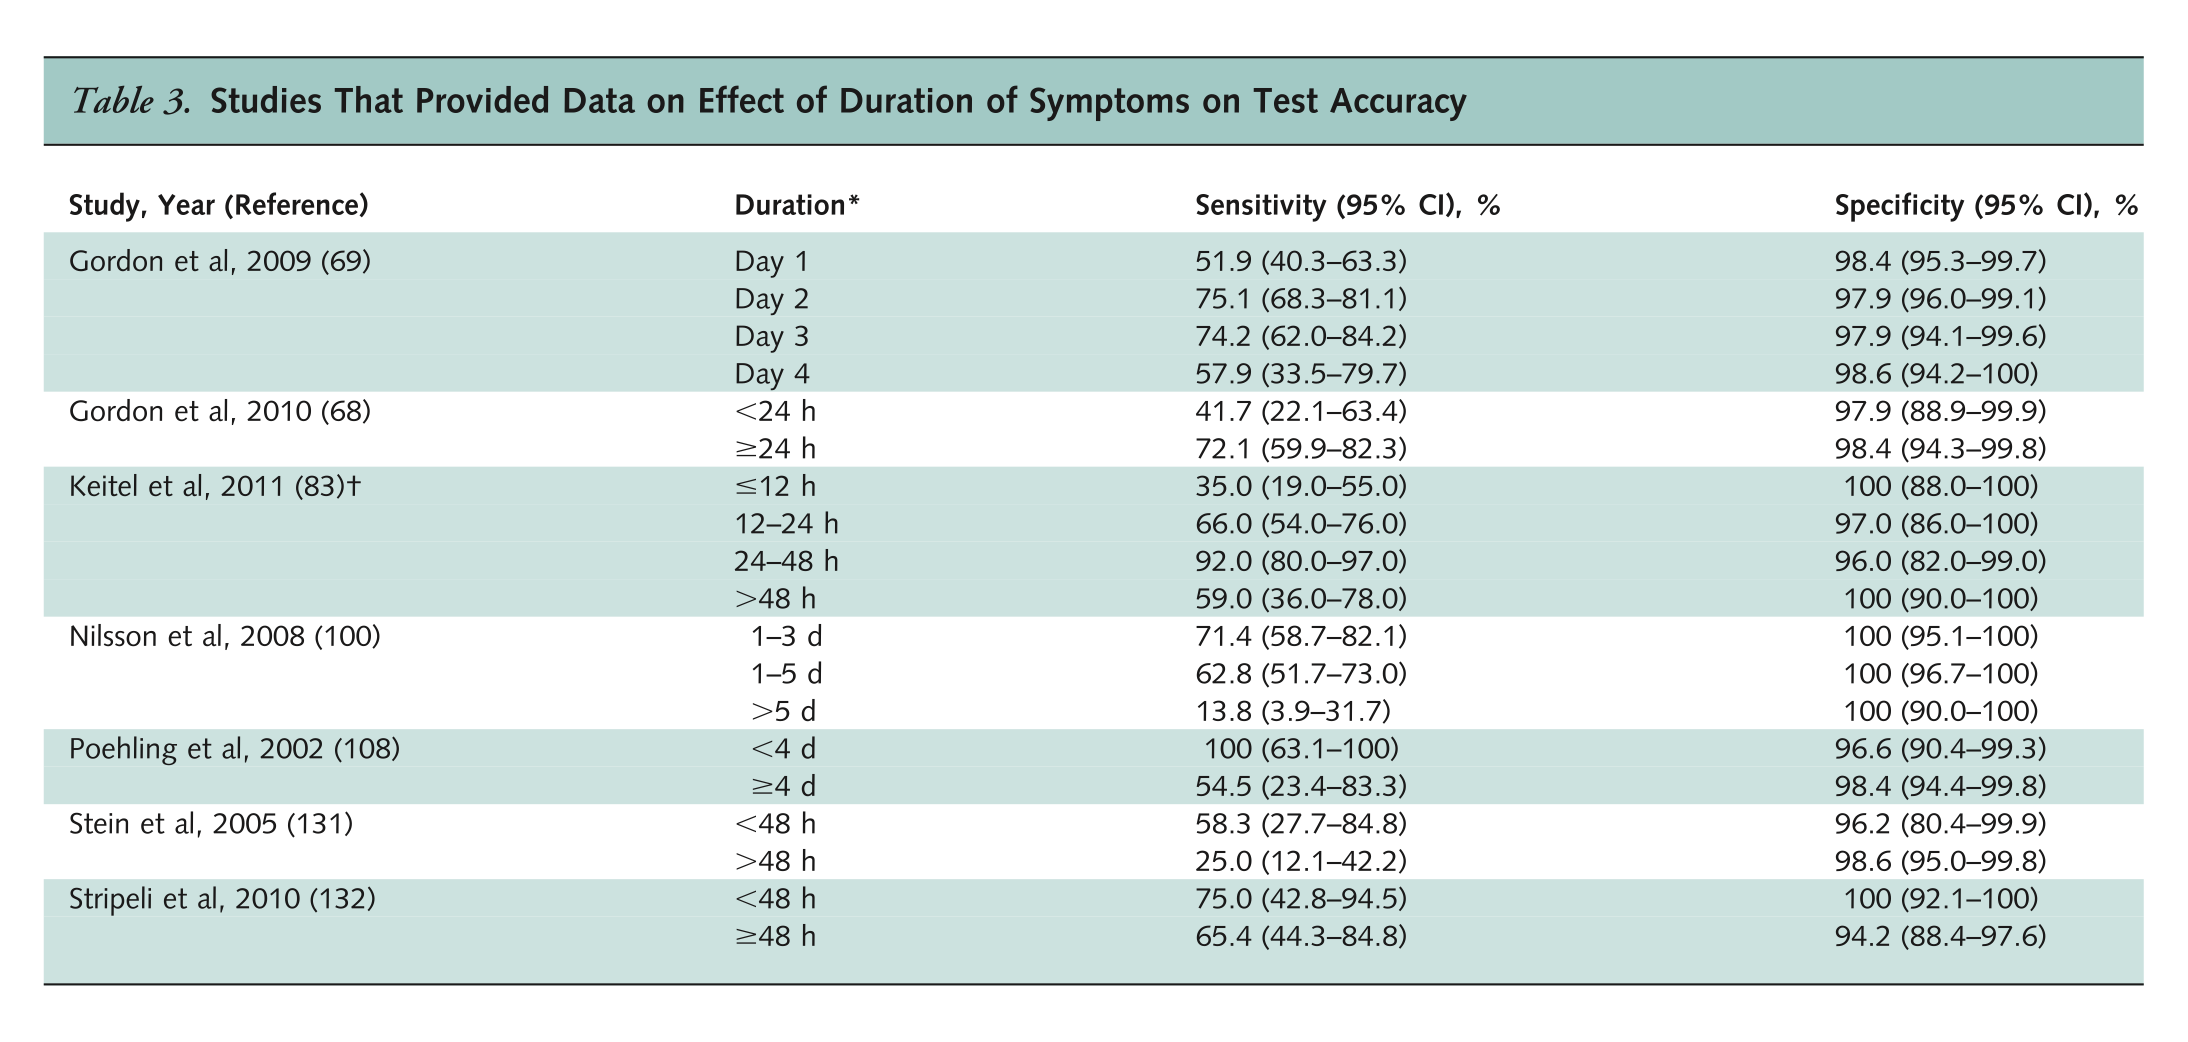 Table 3. Studies That Provided Data on Effect of Duration of Symptoms on Test Accuracy
Study, Year (Reference) Duration* Sensitivity (95% CI), % Specificity (95% CI), %
Gordon et al, 2009 (69) Day 1 51.9 (40.3–63.3) 98.4 (95.3–99.7)
Day 2 75.1 (68.3–81.1) 97.9 (96.0–99.1)
Day 3 74.2 (62.0–84.2) 97.9 (94.1–99.6)
Day 4 57.9 (33.5–79.7) 98.6 (94.2–100)
Gordon et al, 2010 (68) <24 h 41.7 (22.1–63.4) 97.9 (88.9–99.9)
≥24 h 72.1 (59.9–82.3) 98.4 (94.3–99.8)
Keitel et al, 2011 (83)† ≤12 h 35.0 (19.0–55.0) 100 (88.0–100)
12–24 h 66.0 (54.0–76.0) 97.0 (86.0–100)
24–48 h 92.0 (80.0–97.0) 96.0 (82.0–99.0)
>48 h 59.0 (36.0–78.0) 100 (90.0–100)
Nilsson et al, 2008 (100) 1–3 d 71.4 (58.7–82.1) 100 (95.1–100)
1–5 d 62.8 (51.7–73.0) 100 (96.7–100)
>5 d 13.8 (3.9–31.7) 100 (90.0–100)
Poehling et al, 2002 (108) <4 d 100 (63.1–100) 96.6 (90.4–99.3)
≥4 d 54.5 (23.4–83.3) 98.4 (94.4–99.8)
Stein et al, 2005 (131) <48 h 58.3 (27.7–84.8) 96.2 (80.4–99.9)
>48 h 25.0 (12.1–42.2) 98.6 (95.0–99.8)
Stripeli et al, 2010 (132) <48 h 75.0 (42.8–94.5) 100 (92.1–100)
≥48 h 65.4 (44.3–84.8) 94.2 (88.4–97.6)